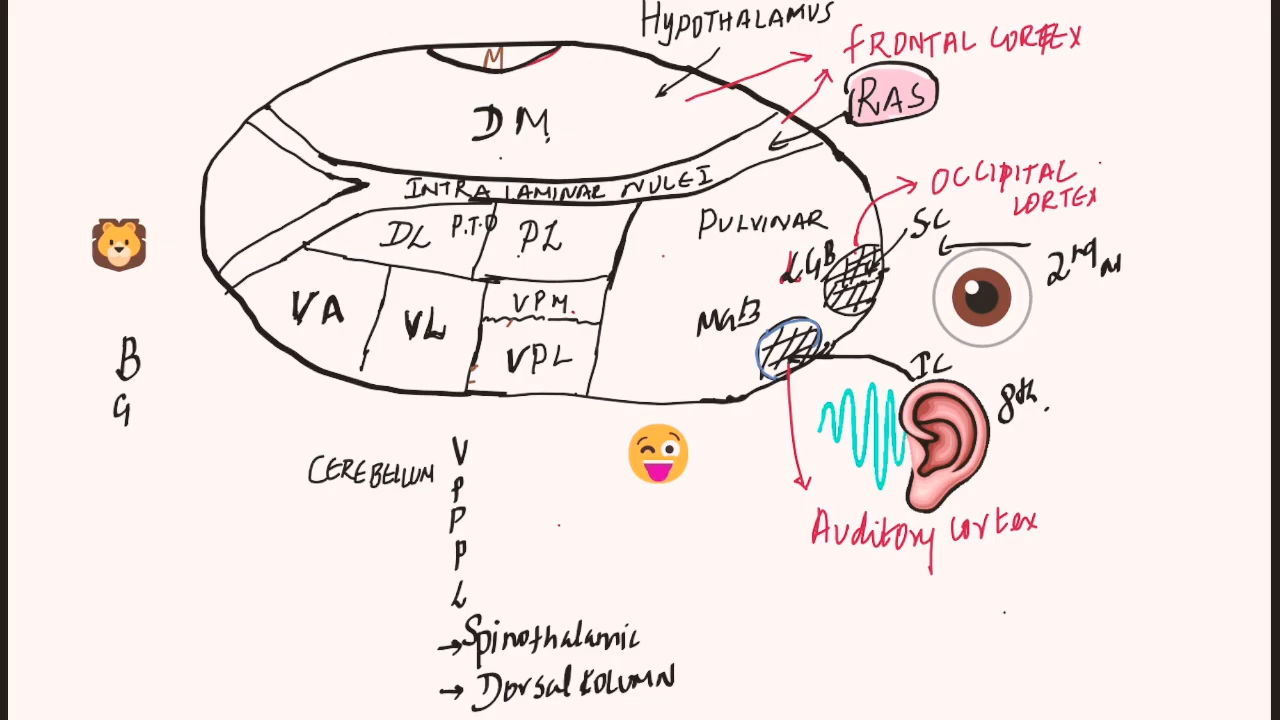 HYPOTHALAMUS
FRONTAL CORTEX
M
RAS
DM
INTRA LAMINAR NULEI
OCCIPITAL
CORTEX
DL
P.T.O
PL
PULVINAR
SC
LGB
2nd
VA
VL
VPM.
MGB
VPL
IC
8th.
B
G
CEREBELLUM
V
P
P
P
L
Auditory cortex
→Spinothalamic
→ Dorsal COLUMN